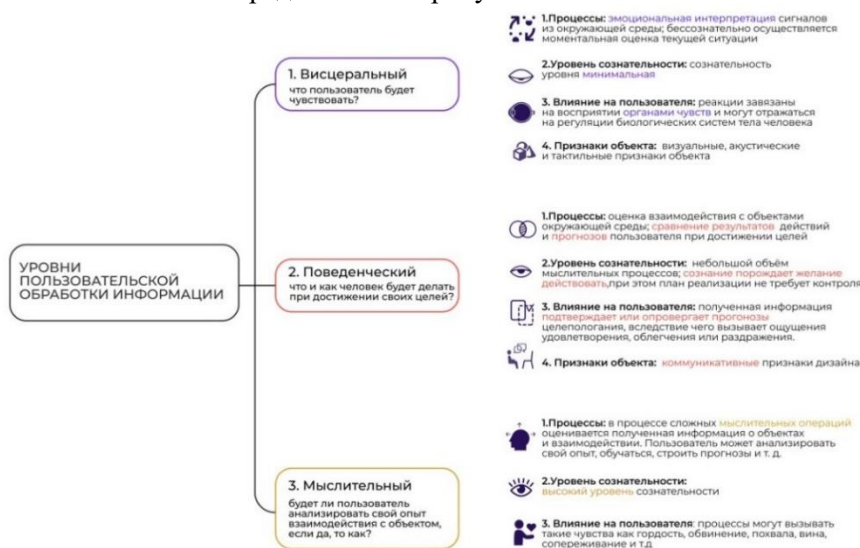 УРОВНИ
ПОЛЬЗОВАТЕЛЬСКОЙ
ОБРАБОТКИ ИНФОРМАЦИИ
1. Висцеральный
что пользователь будет
чувствовать?
1.Процессы: эмоциональная интерпретация сигналов
из окружающей среды; бессознательно осуществляется
моментальная оценка текущей ситуации
2.Уровень сознательности: сознательность
уровня минимальная
3. Влияние на пользователя: реакции завязаны
на восприятии органами чувств и могут отражаться
на регуляции биологических систем тела человека
4. Признаки объекта: визуальные, акустические
и тактильные признаки объекта
2. Поведенческий
что и как человек будет делать
при достижении своих целей?
1.Процессы: оценка взаимодействия с объектами
окружающей среды; сравнение результатов действий
и прогнозов пользователя при достижении целей
2.Уровень сознательности: небольшой объём
мыслительных процессов; сознание порождает желание
действовать,при этом план реализации не требует контроля
3. Влияние на пользователя: полученная информация
подтверждает или опровергает прогонозы
целепологания, вследствие чего вызывает ощущения
удовлетворения, облегчения или раздражения.
4. Признаки объекта: коммуникативные признаки дизайна
3. Мыслительный
будет ли пользователь
анализировать свой опыт
взаимодействия с объектом,
если да, то как?
1.Процессы: в процессе сложных мыслительных операций
оценивается полученная информация о объектах
и взаимодействии. Пользователь может анализировать
свой опыт, обучаться, строить прогнозы и т. д.
2.Уровень сознательности:
высокий уровень сознательности
3. Влияние на пользователя: процессы могут вызывать
такие чувства как гордость, обвинение, похвала, вина,
сопереживание и т.д